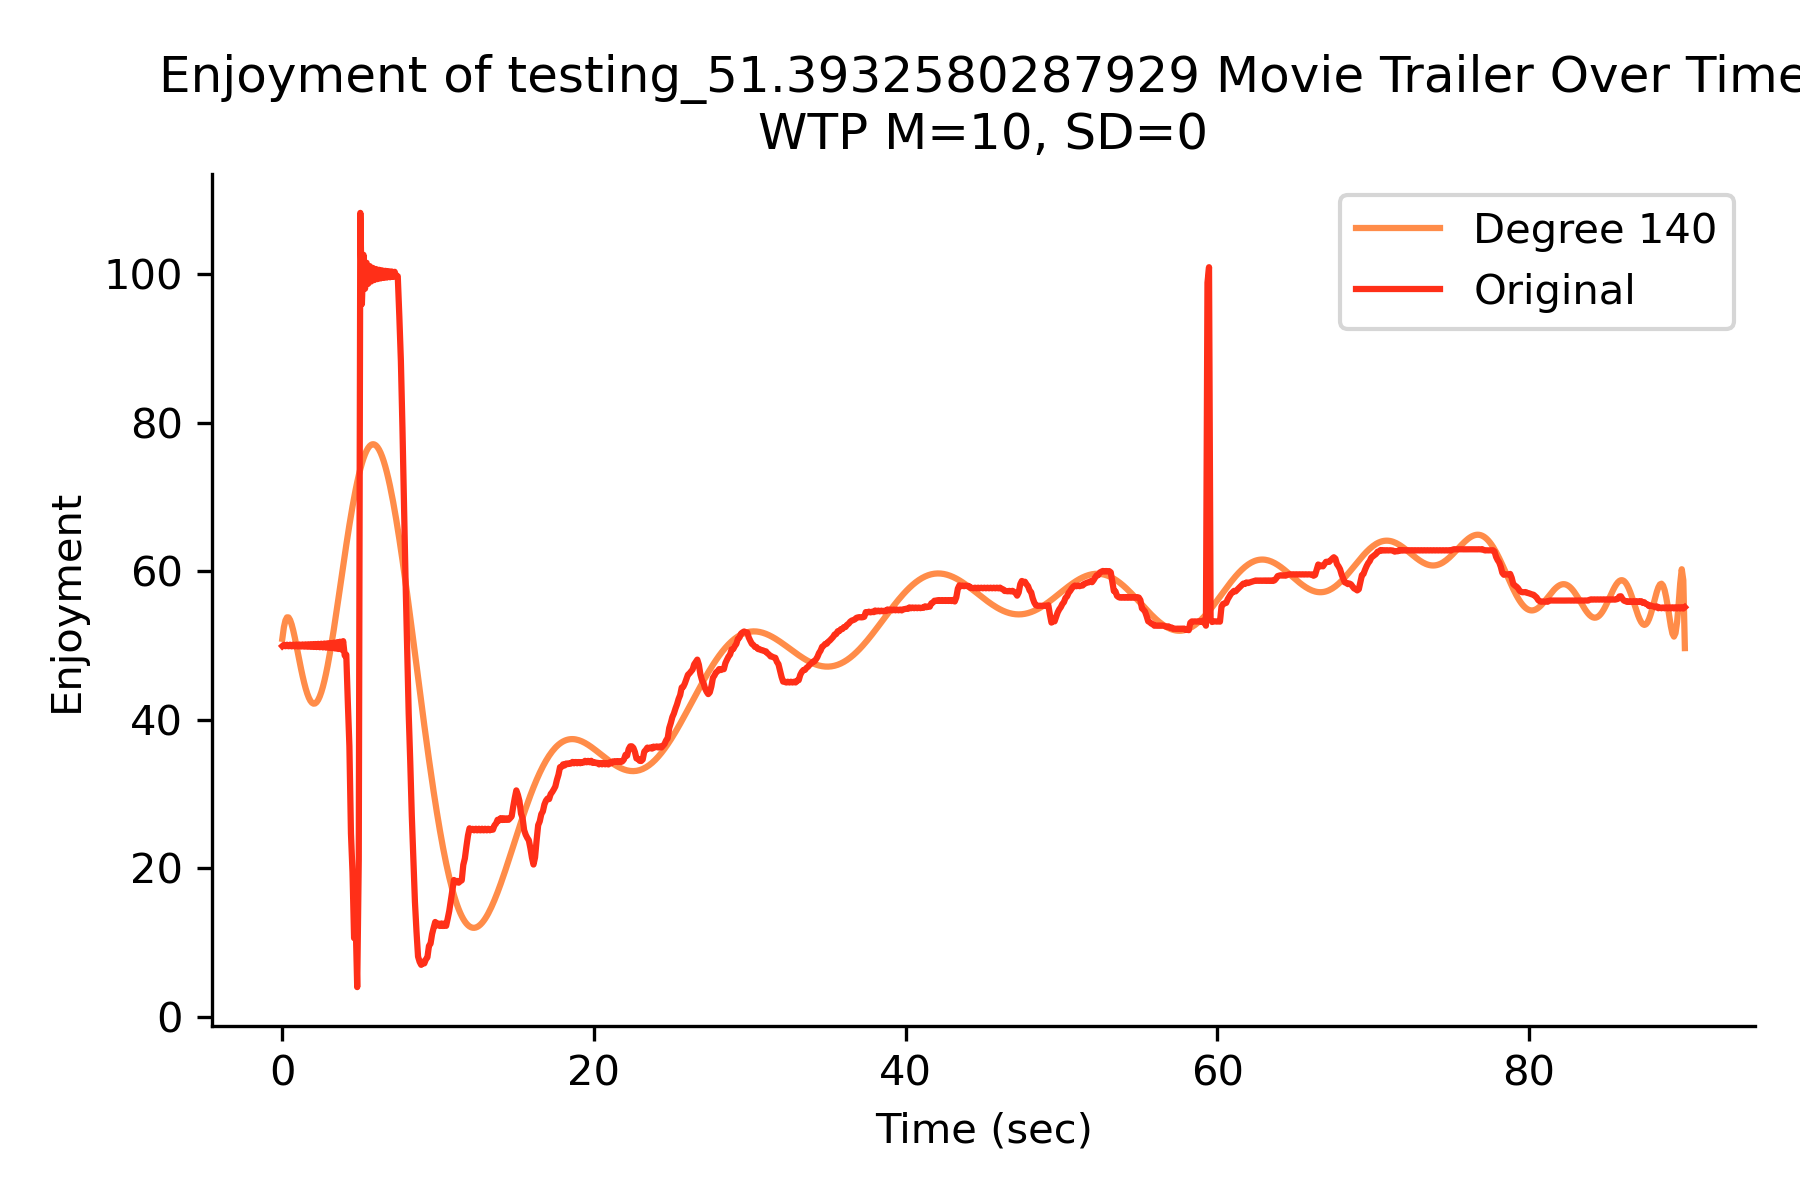 Enjoyment of testing_51.3932580287929 Movie Trailer Over Time
WTP M=10, SD=0
Degree 140
Original
100
80
60
40
20
0
Enjoyment
0 20 40 60 80
Time (sec)